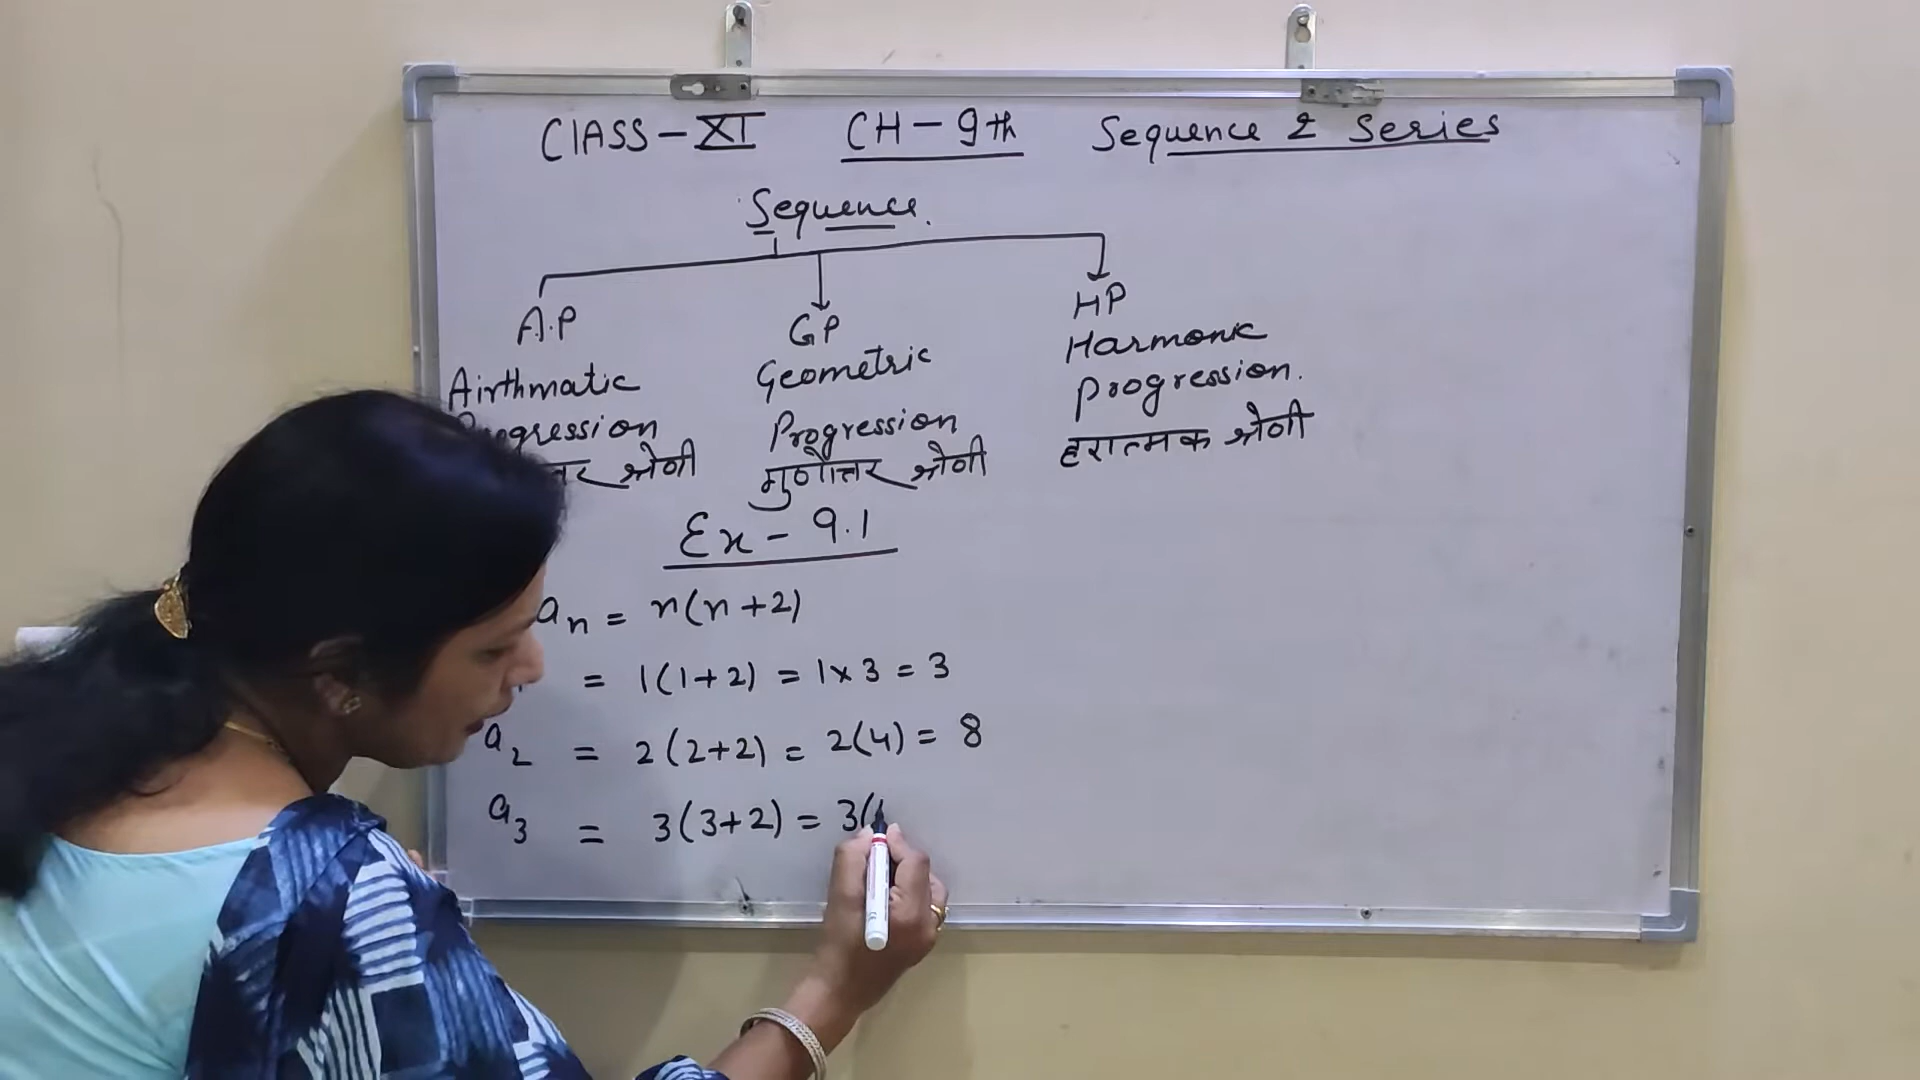 CLASS - XI CH - 9th Sequence & Series
Sequence.
A.P GP HP
Airthmatic Geometric Harmonic
Progression Progression Progression.
श्रेणी गुणोत्तर श्रेणी हरात्मक श्रेणी
Ex - 9.1
an = n(n+2)
= 1(1+2) = 1×3 = 3
a2 = 2(2+2) = 2(4) = 8
a3 = 3(3+2) = 3(